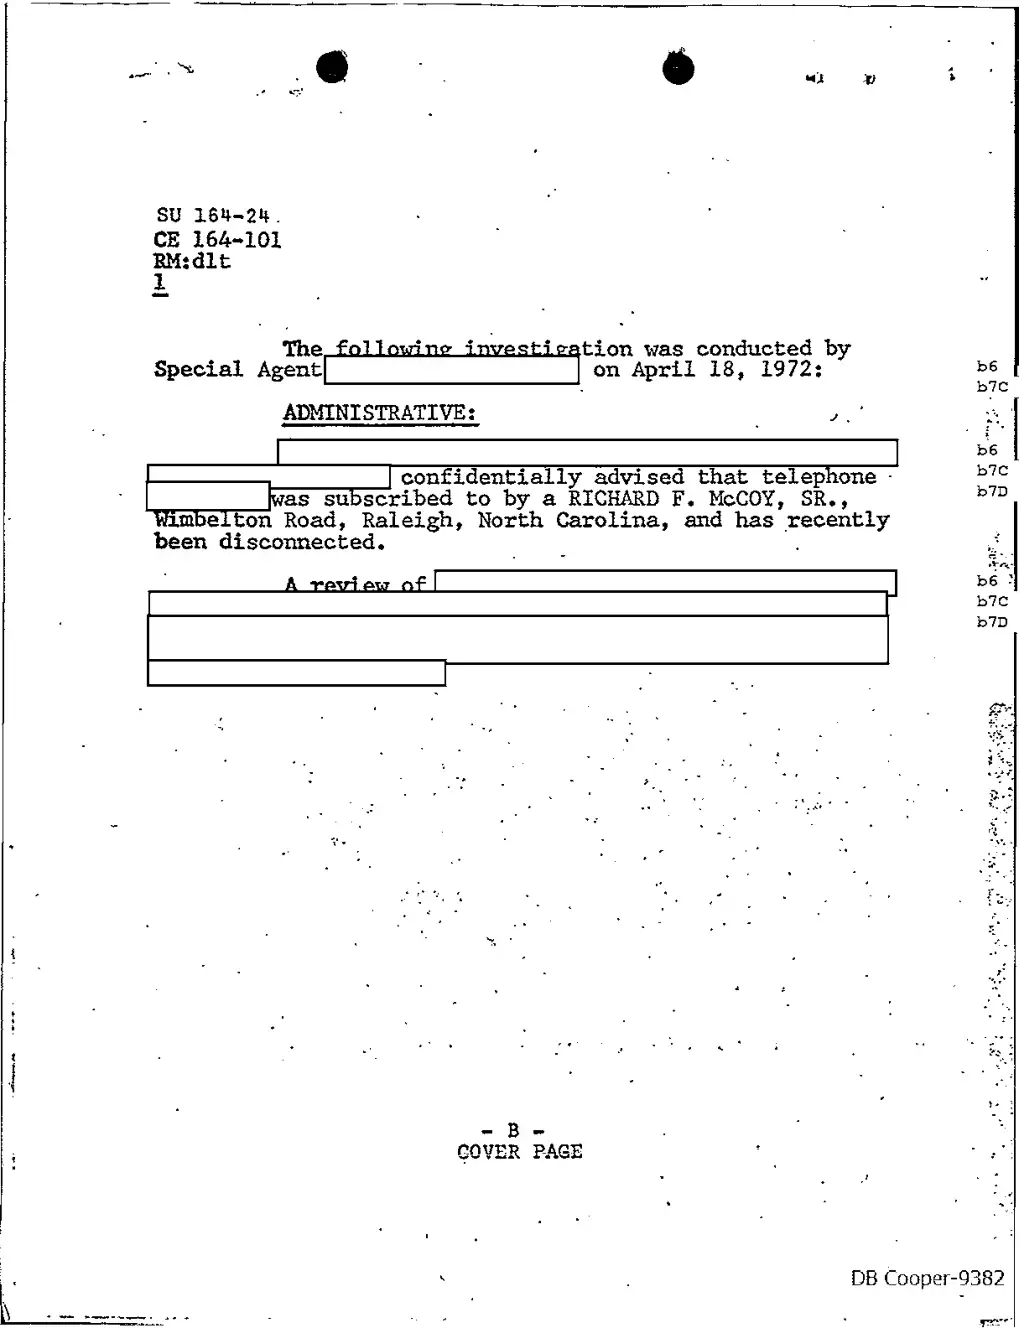 SU 164-24
CE 164-101
RM:dlt
1
The following investigation was conducted by
Special Agent on April 18, 1972:
b6
b7C
ADMINISTRATIVE:
b6
confidentially advised that telephone
b7C
was subscribed to by a RICHARD F. McCOY, SR.,
b7D
Wimbelton Road, Raleigh, North Carolina, and has recently
been disconnected.
A review of
b6
b7C
b7D
- B -
COVER PAGE
DB Cooper-9382